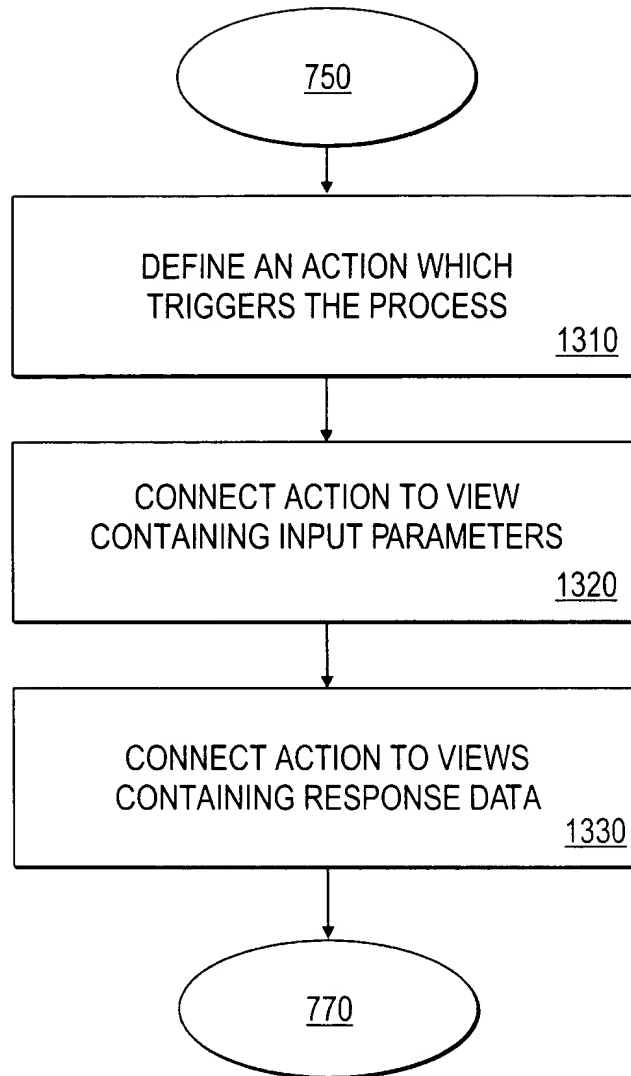 750
DEFINE AN ACTION WHICH
TRIGGERS THE PROCESS
1310
CONNECT ACTION TO VIEW
CONTAINING INPUT PARAMETERS
1320
CONNECT ACTION TO VIEWS
CONTAINING RESPONSE DATA
1330
770